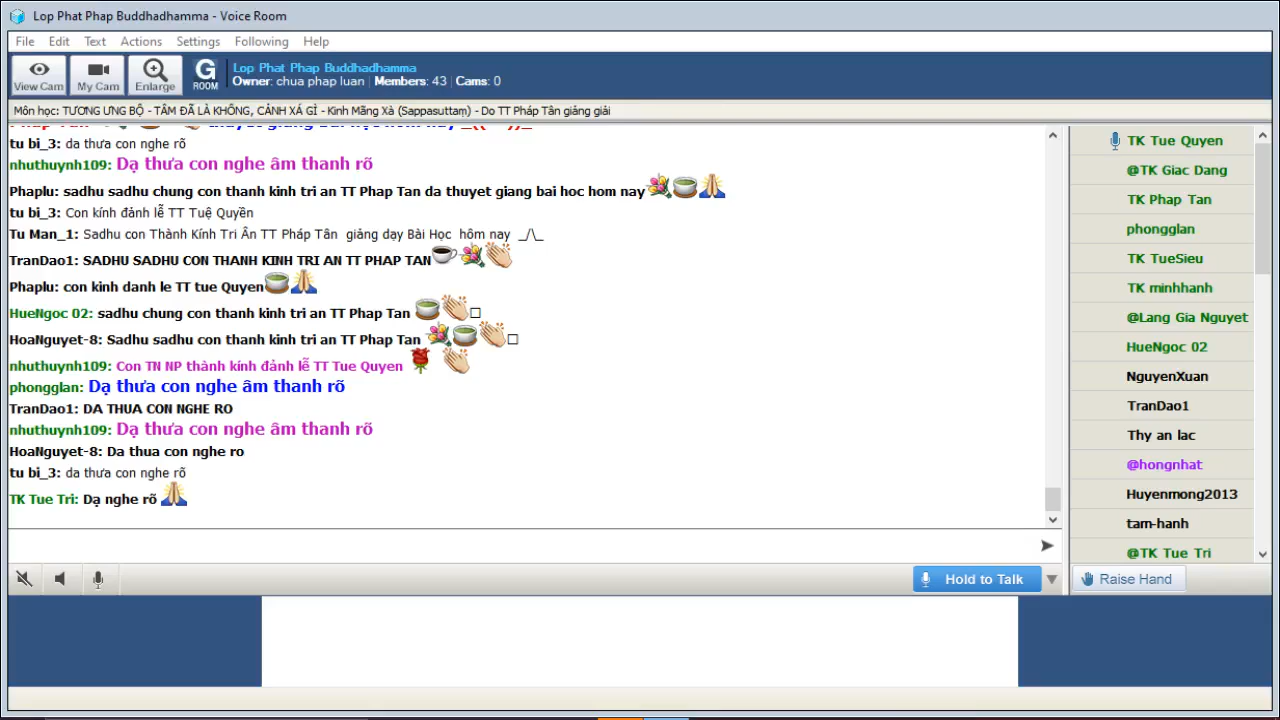 Lop Phat Phap Buddhadhamma - Voice Room
File Edit Text Actions Settings Following Help
View Cam My Cam Enlarge G ROOM
Lop Phat Phap Buddhadhamma
Owner: chua phap luan | Members: 43 | Cams: 0
Môn học: TƯƠNG ƯNG BỘ - TÂM ĐÃ LÀ KHÔNG, CẢNH XÁ GÌ - Kinh Mãng Xà (Sappasuttaṃ) - Do TT Pháp Tân giảng giải
tu bi_3: da thưa con nghe rõ
nhuthuynh109: Dạ thưa con nghe âm thanh rõ
Phaplu: sadhu sadhu chung con thanh kinh tri an TT Phap Tan da thuyet giang bai hoc hom nay
tu bi_3: Con kính đảnh lễ TT Tuệ Quyền
Tu Man_1: Sadhu con Thành Kính Tri Ân TT Pháp Tân giảng dạy Bài Học hôm nay _/\_
TranDao1: SADHU SADHU CON THANH KINH TRI AN TT PHAP TAN
Phaplu: con kinh danh le TT tue Quyen
HueNgoc 02: sadhu chung con thanh kinh tri an TT Phap Tan
HoaNguyet-8: Sadhu sadhu con thanh kinh tri an TT Phap Tan
nhuthuynh109: Con TN NP thành kính đảnh lễ TT Tue Quyen
phongglan: Dạ thưa con nghe âm thanh rõ
TranDao1: DA THUA CON NGHE RO
nhuthuynh109: Dạ thưa con nghe âm thanh rõ
HoaNguyet-8: Da thua con nghe ro
tu bi_3: da thưa con nghe rõ
TK Tue Tri: Dạ nghe rõ
Hold to Talk
TK Tue Quyen
@TK Giac Dang
TK Phap Tan
phongglan
TK TueSieu
TK minhhanh
@Lang Gia Nguyet
HueNgoc 02
NguyenXuan
TranDao1
Thy an lac
@hongnhat
Huyenmong2013
tam-hanh
@TK Tue Tri
Raise Hand